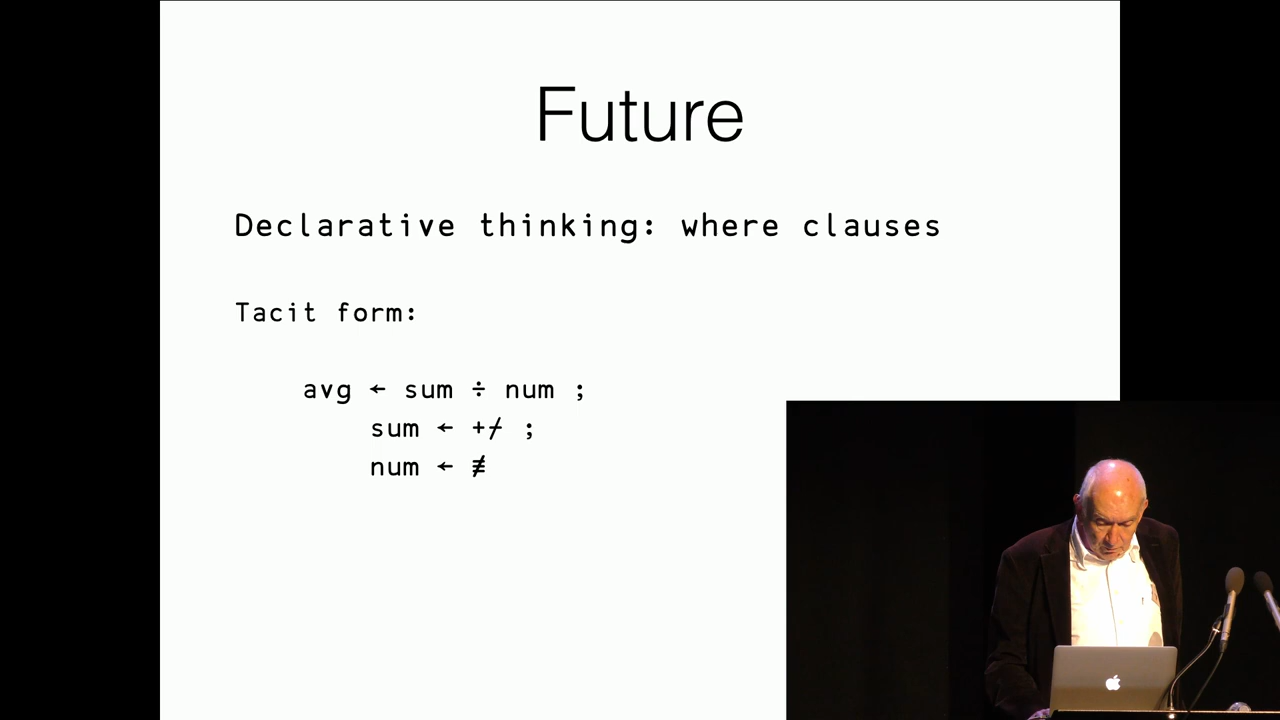 Future
Declarative thinking: where clauses
Tacit form:
avg ← sum ÷ num ;
sum ← +⌿ ;
num ← ≢